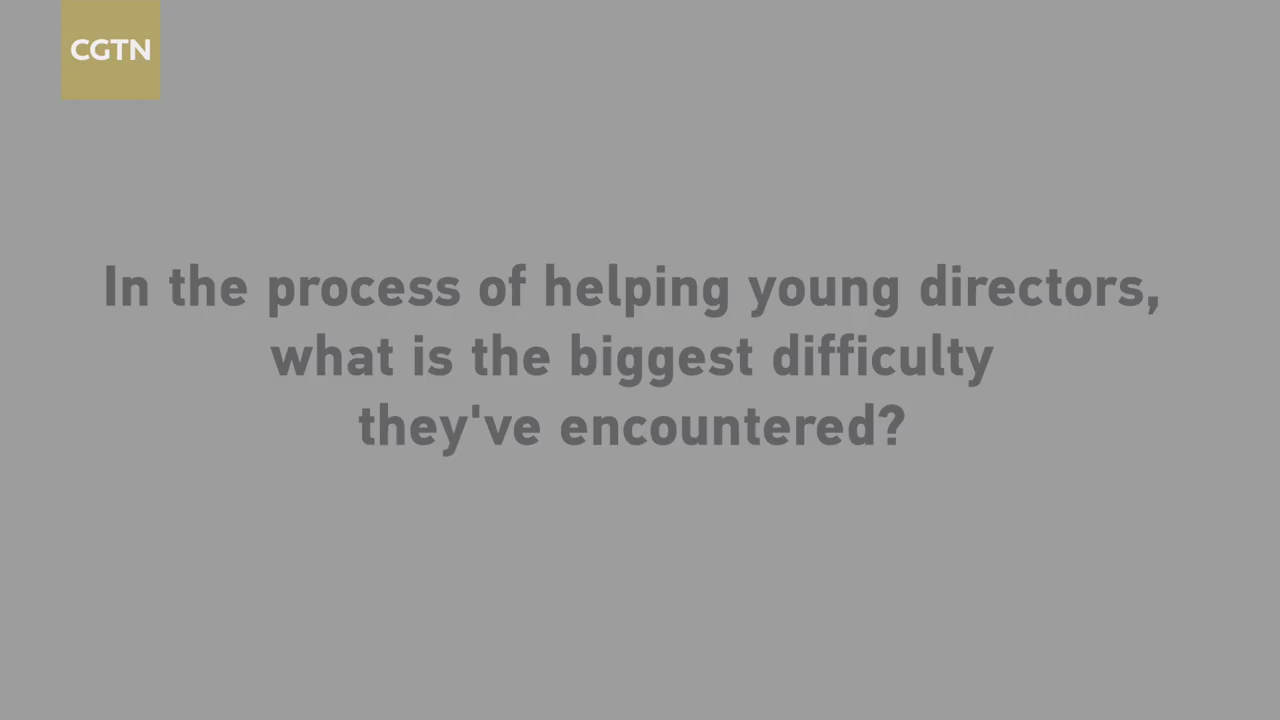 CGTN
In the process of helping young directors,
what is the biggest difficulty
they've encountered?